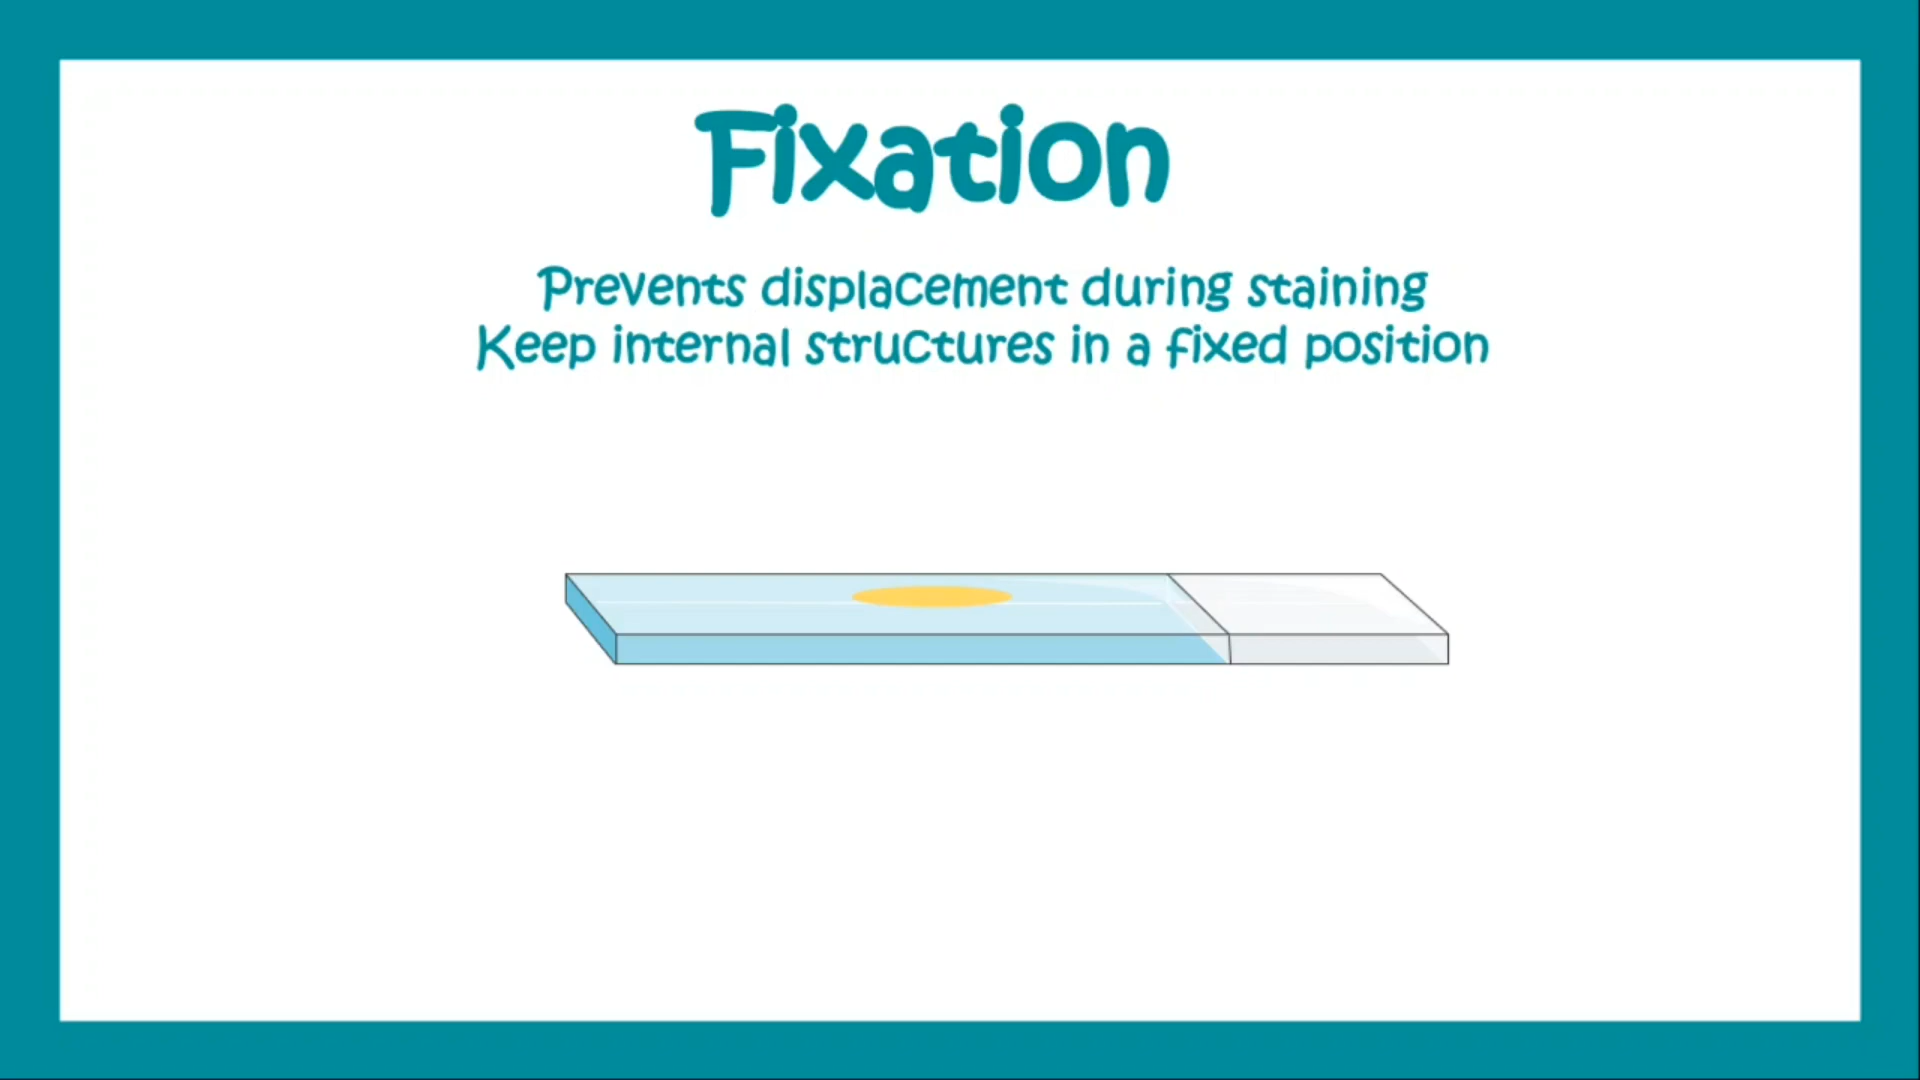 Fixation
Prevents displacement during staining
Keep internal structures in a fixed position